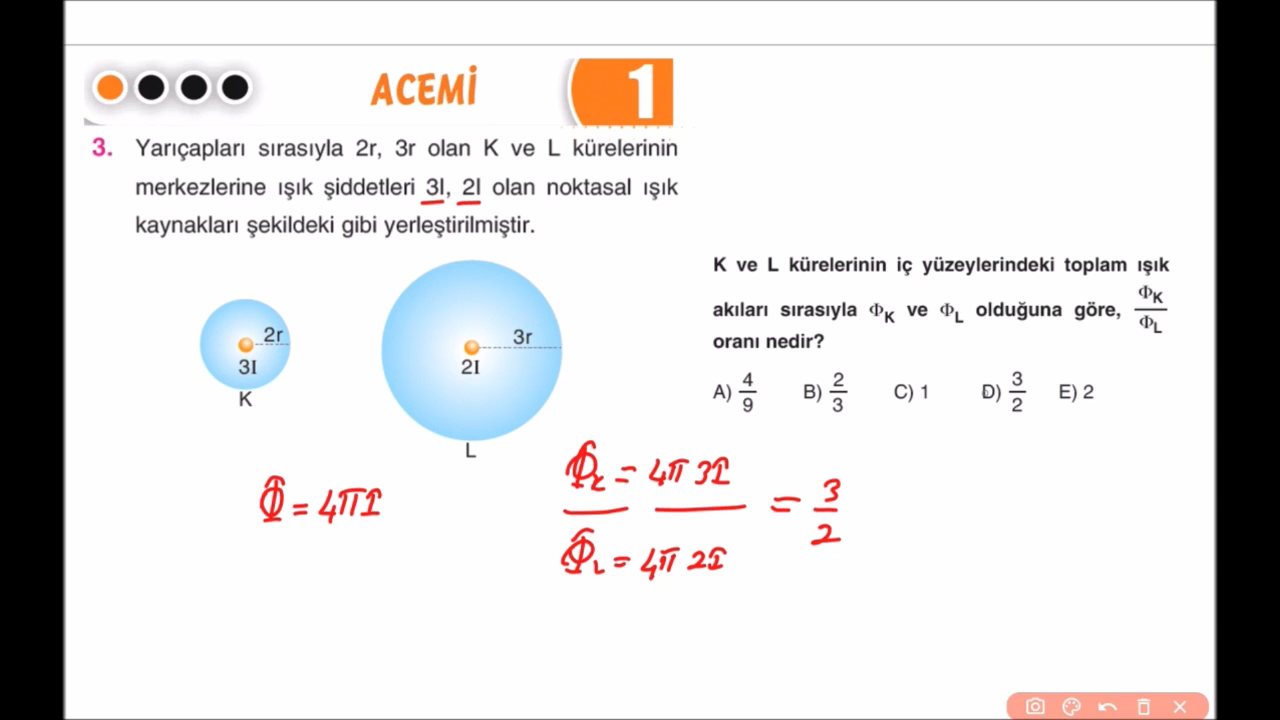 ACEMİ 1
3. Yarıçapları sırasıyla 2r, 3r olan K ve L kürelerinin
merkezlerine ışık şiddetleri 3I, 2I olan noktasal ışık
kaynakları şekildeki gibi yerleştirilmiştir.
2r
3I
K
3r
2I
L
K ve L kürelerinin iç yüzeylerindeki toplam ışık
akıları sırasıyla Φ_K ve Φ_L olduğuna göre, Φ_K/Φ_L
oranı nedir?
A) 4/9 B) 2/3 C) 1 D) 3/2 E) 2
Φ = 4πI
Φ_K = 4π 3I
= 3/2
Φ_L = 4π 2I